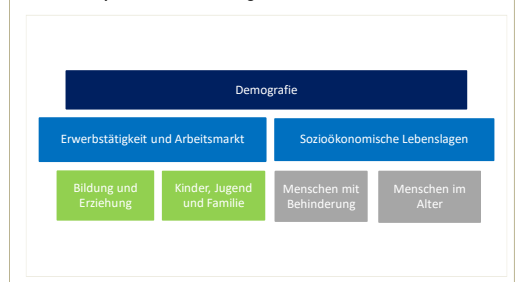 Demografie
Erwerbstätigkeit und Arbeitsmarkt
Sozioökonomische Lebenslagen
Bildung und
Erziehung
Kinder, Jugend
und Familie
Menschen mit
Behinderung
Menschen im
Alter